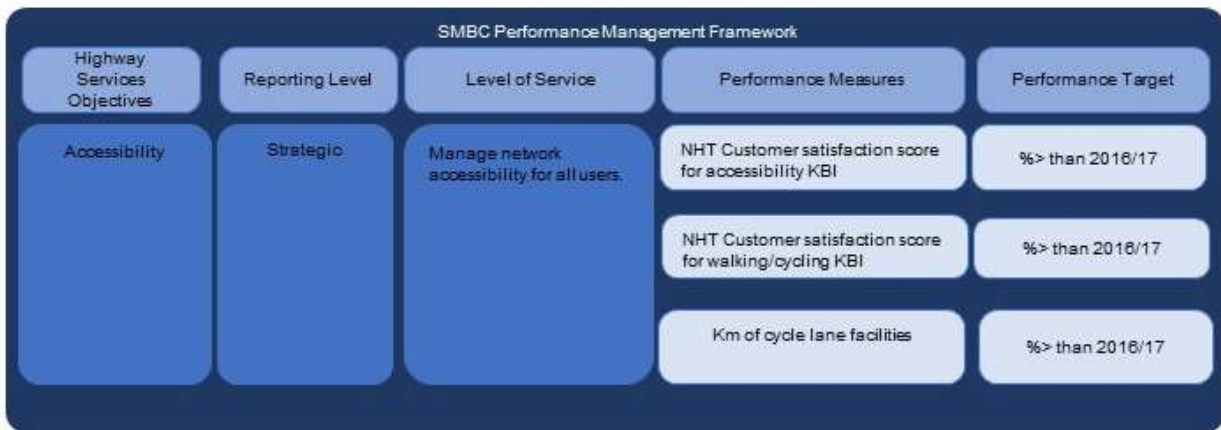 SMBC Performance Management Framework
Highway
Services
Objectives
Reporting Level
Level of Service
Performance Measures
Performance Target
Accessibility
Strategic
Manage network
accessibility for all users.
NHT Customer satisfaction score
for accessibility KBI
%> than 2016/17
NHT Customer satisfaction score
for walking/cycling KBI
%> than 2016/17
Km of cycle lane facilities
%> than 2016/17